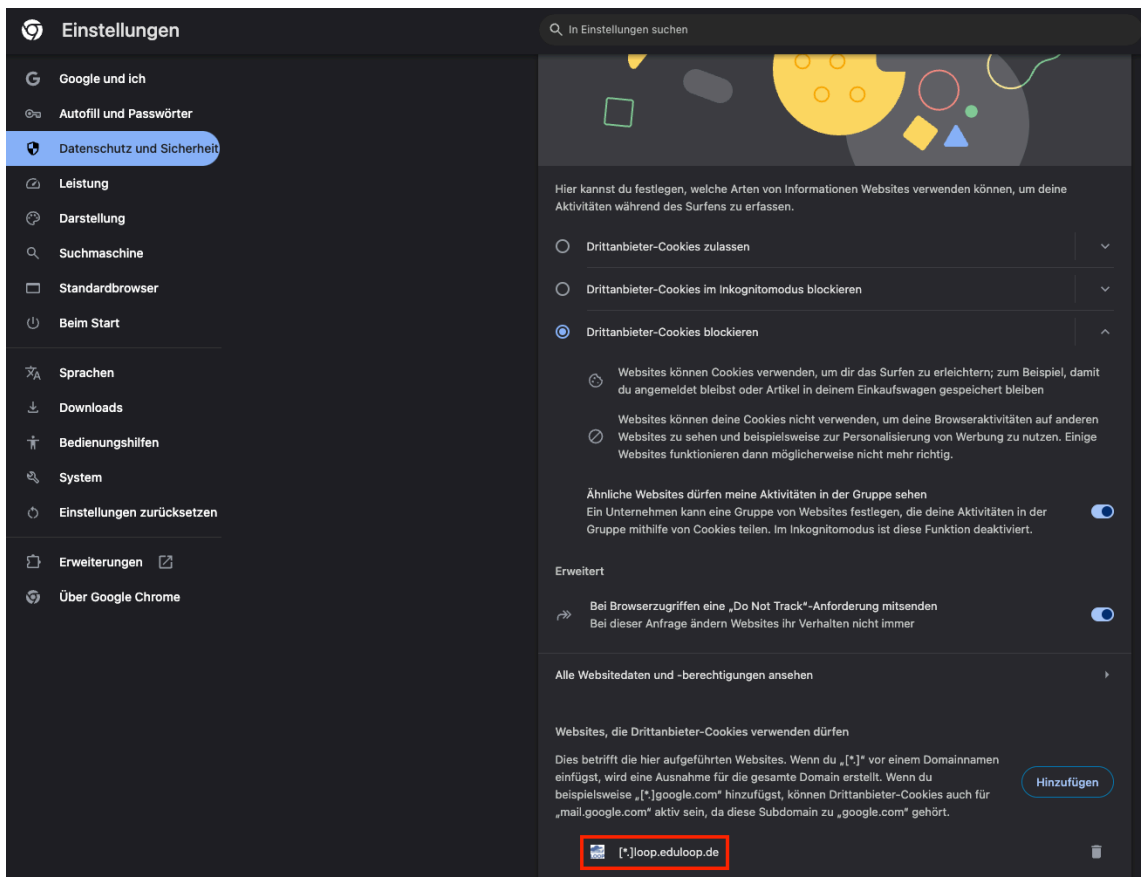 Einstellungen
In Einstellungen suchen
Google und ich
Autofill und Passwörter
Datenschutz und Sicherheit
Leistung
Darstellung
Suchmaschine
Standardbrowser
Beim Start
Sprachen
Downloads
Bedienungshilfen
System
Einstellungen zurücksetzen
Erweiterungen
Über Google Chrome
Hier kannst du festlegen, welche Arten von Informationen Websites verwenden können, um deine
Aktivitäten während des Surfens zu erfassen.
Drittanbieter-Cookies zulassen
Drittanbieter-Cookies im Inkognitomodus blockieren
Drittanbieter-Cookies blockieren
Websites können Cookies verwenden, um dir das Surfen zu erleichtern; zum Beispiel, damit
du angemeldet bleibst oder Artikel in deinem Einkaufswagen gespeichert bleiben
Websites können deine Cookies nicht verwenden, um deine Browseraktivitäten auf anderen
Websites zu sehen und beispielsweise zur Personalisierung von Werbung zu nutzen. Einige
Websites funktionieren dann möglicherweise nicht mehr richtig.
Ähnliche Websites dürfen meine Aktivitäten in der Gruppe sehen
Ein Unternehmen kann eine Gruppe von Websites festlegen, die deine Aktivitäten in der
Gruppe mithilfe von Cookies teilen. Im Inkognitomodus ist diese Funktion deaktiviert.
Erweitert
Bei Browserzugriffen eine „Do Not Track“-Anforderung mitsenden
Bei dieser Anfrage ändern Websites ihr Verhalten nicht immer
Alle Websitedaten und -berechtigungen ansehen
Websites, die Drittanbieter-Cookies verwenden dürfen
Dies betrifft die hier aufgeführten Websites. Wenn du „[*.]“ vor einem Domainnamen
einfügst, wird eine Ausnahme für die gesamte Domain erstellt. Wenn du
beispielsweise „[*.]google.com“ hinzufügst, können Drittanbieter-Cookies auch für
„mail.google.com“ aktiv sein, da diese Subdomain zu „google.com“ gehört.
Hinzufügen
[*.]loop.eduloop.de